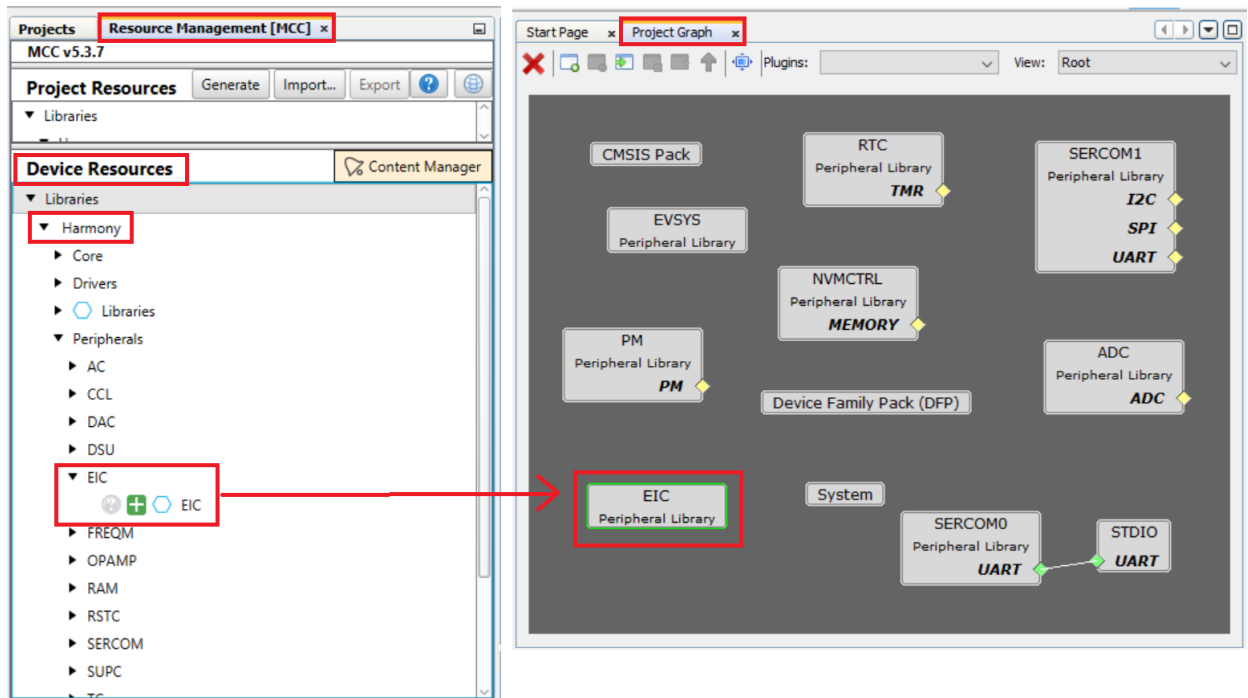 Projects
Resource Management [MCC] ×
MCC v5.3.7
Project Resources
Generate
Import...
Export
?
Libraries
Device Resources
Content Manager
Libraries
Harmony
Core
Drivers
Libraries
Peripherals
AC
CCL
DAC
DSU
EIC
? EIC
FREQM
OPAMP
RAM
RSTC
SERCOM
SUPC
Start Page ×
Project Graph ×
Plugins:
View: Root
CMSIS Pack
RTC
Peripheral Library
TMR
SERCOM1
Peripheral Library
I2C
SPI
UART
EVSYS
Peripheral Library
NVMCTRL
Peripheral Library
MEMORY
PM
Peripheral Library
PM
ADC
Peripheral Library
ADC
Device Family Pack (DFP)
EIC
Peripheral Library
System
SERCOM0
Peripheral Library
UART
STDIO
UART